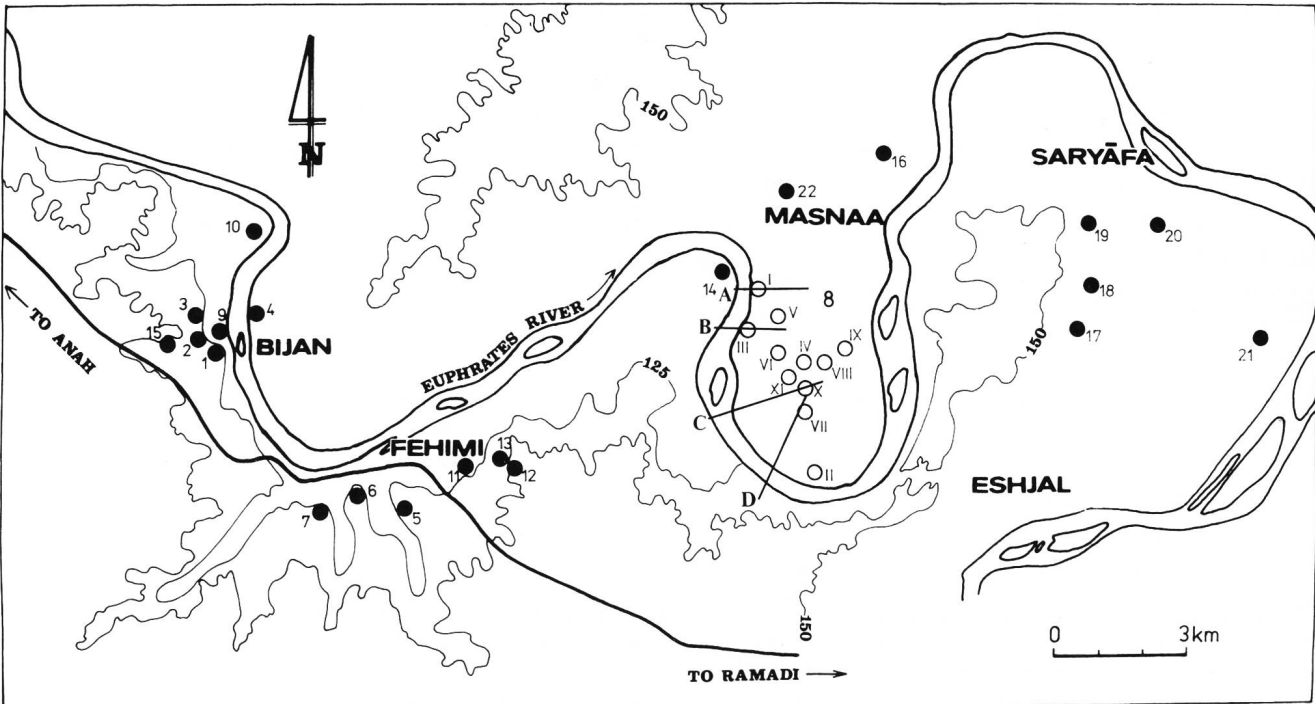 N
150
SARYĀFA
16
22
MASNAA
10
19
20
14
A
I
8
18
3
9
4
V
15
2
1
BIJAN
B
III
IV
IX
150
17
21
TO ANAH
EUPHRATES RIVER
125
VI
VIII
XI
X
C
VII
FEHIMI
13
11
12
II
D
ESHJAL
6
7
5
150
0 3km
TO RAMADI